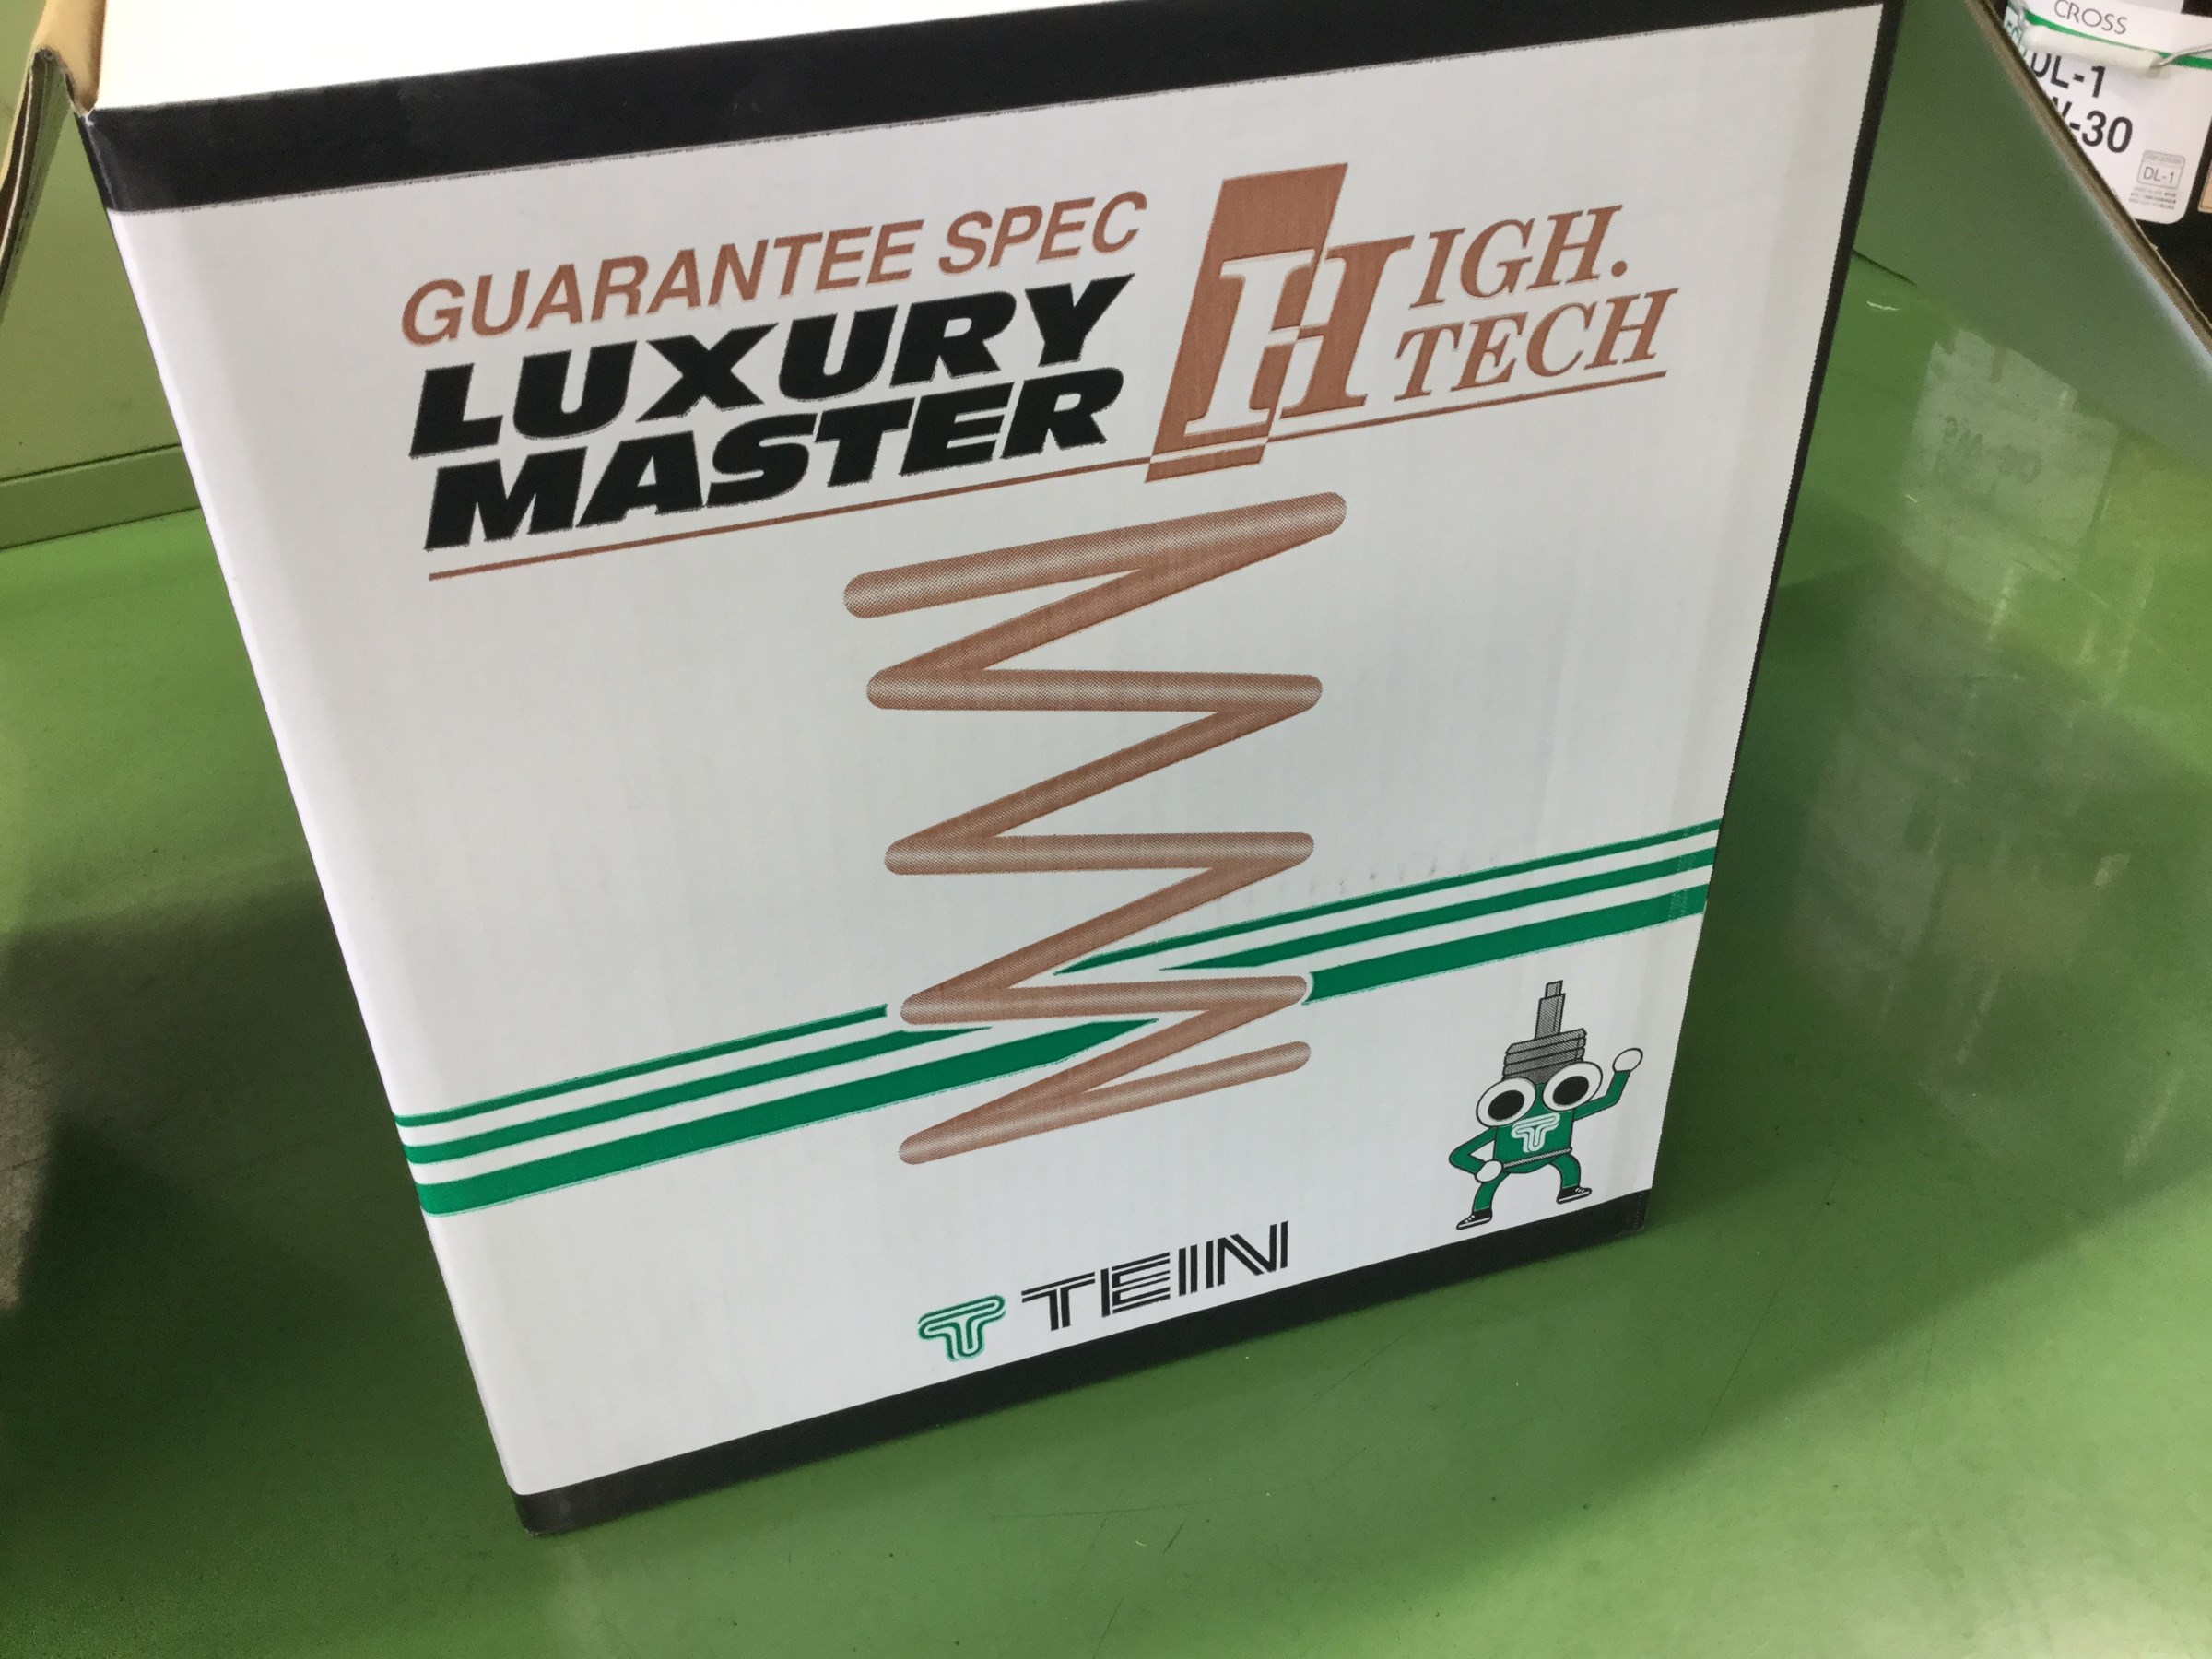 GUARANTEE SPEC
LUXURY
MASTER
HIGH.
TECH
TEIN
CROSS
DL-1
-30
DL-1